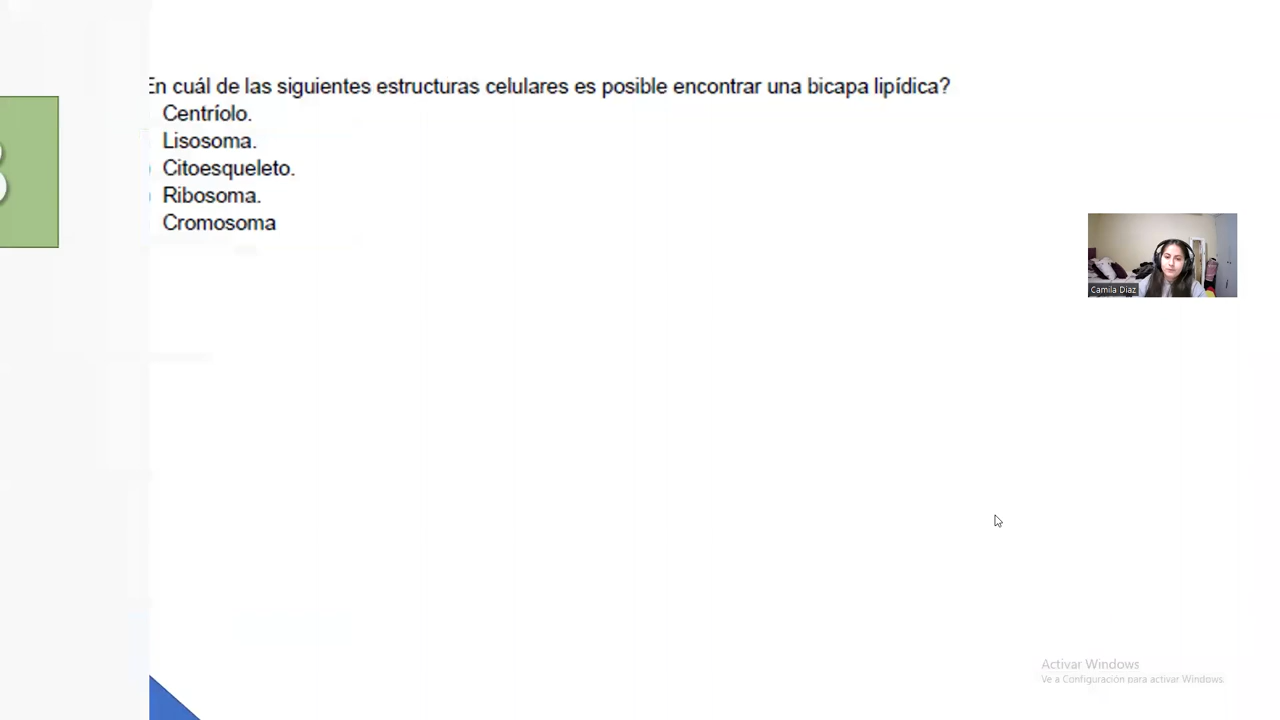 En cuál de las siguientes estructuras celulares es posible encontrar una bicapa lipídica?
Centríolo.
Lisosoma.
Citoesqueleto.
Ribosoma.
Cromosoma
Camila Diaz
Activar Windows
Ve a Configuración para activar Windows.